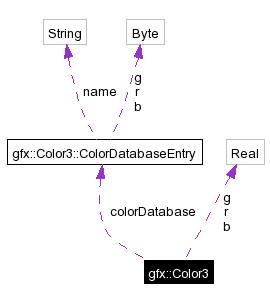 String
Byte
name
g
r
b
gfx::Color3::ColorDatabaseEntry
Real
colorDatabase
g
r
b
gfx::Color3